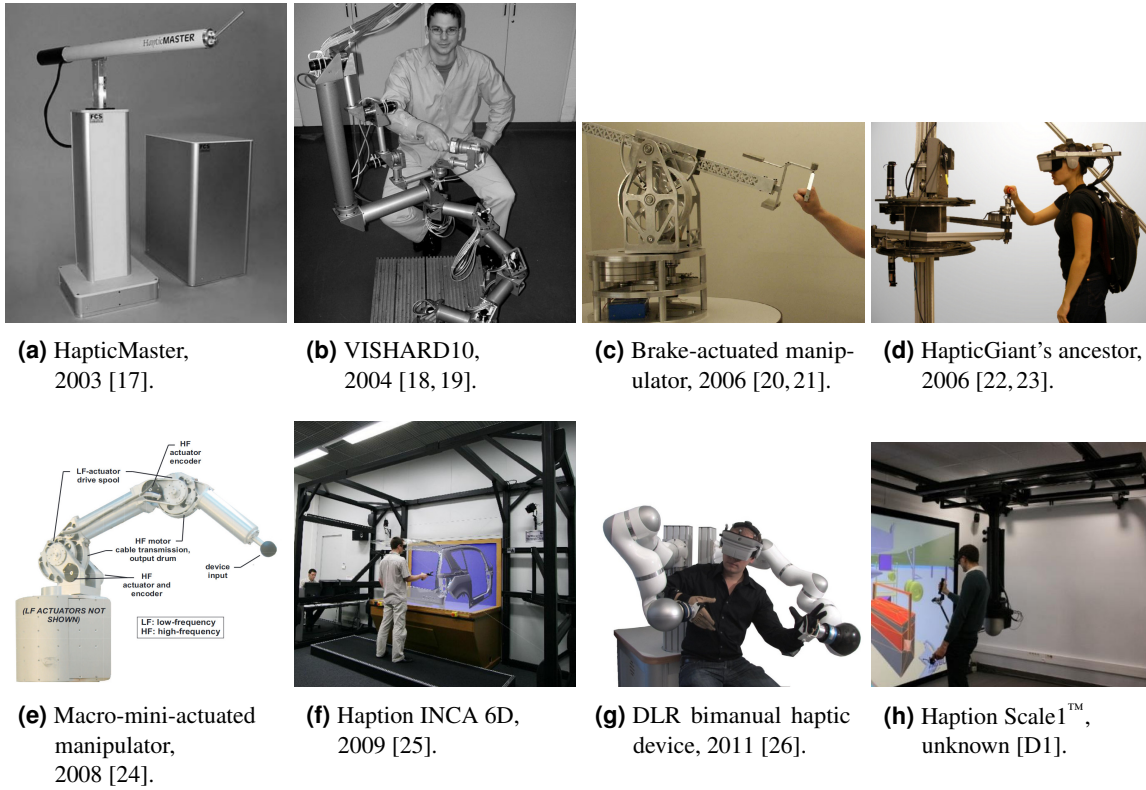 HapticMASTER
FCS
FCS
(a) HapticMaster,
2003 [17].
(b) VISHARD10,
2004 [18, 19].
(c) Brake-actuated manip-
ulator, 2006 [20, 21].
(d) HapticGiant's ancestor,
2006 [22, 23].
HF
actuator
encoder
LF-actuator
drive spool
HF motor
cable transmission,
output drum
device
input
HF
actuator and
encoder
(LF ACTUATORS NOT
SHOWN)
LF: low-frequency
HF: high-frequency
(e) Macro-mini-actuated
manipulator,
2008 [24].
(f) Haption INCA 6D,
2009 [25].
(g) DLR bimanual haptic
device, 2011 [26].
(h) Haption Scale1™,
unknown [D1].